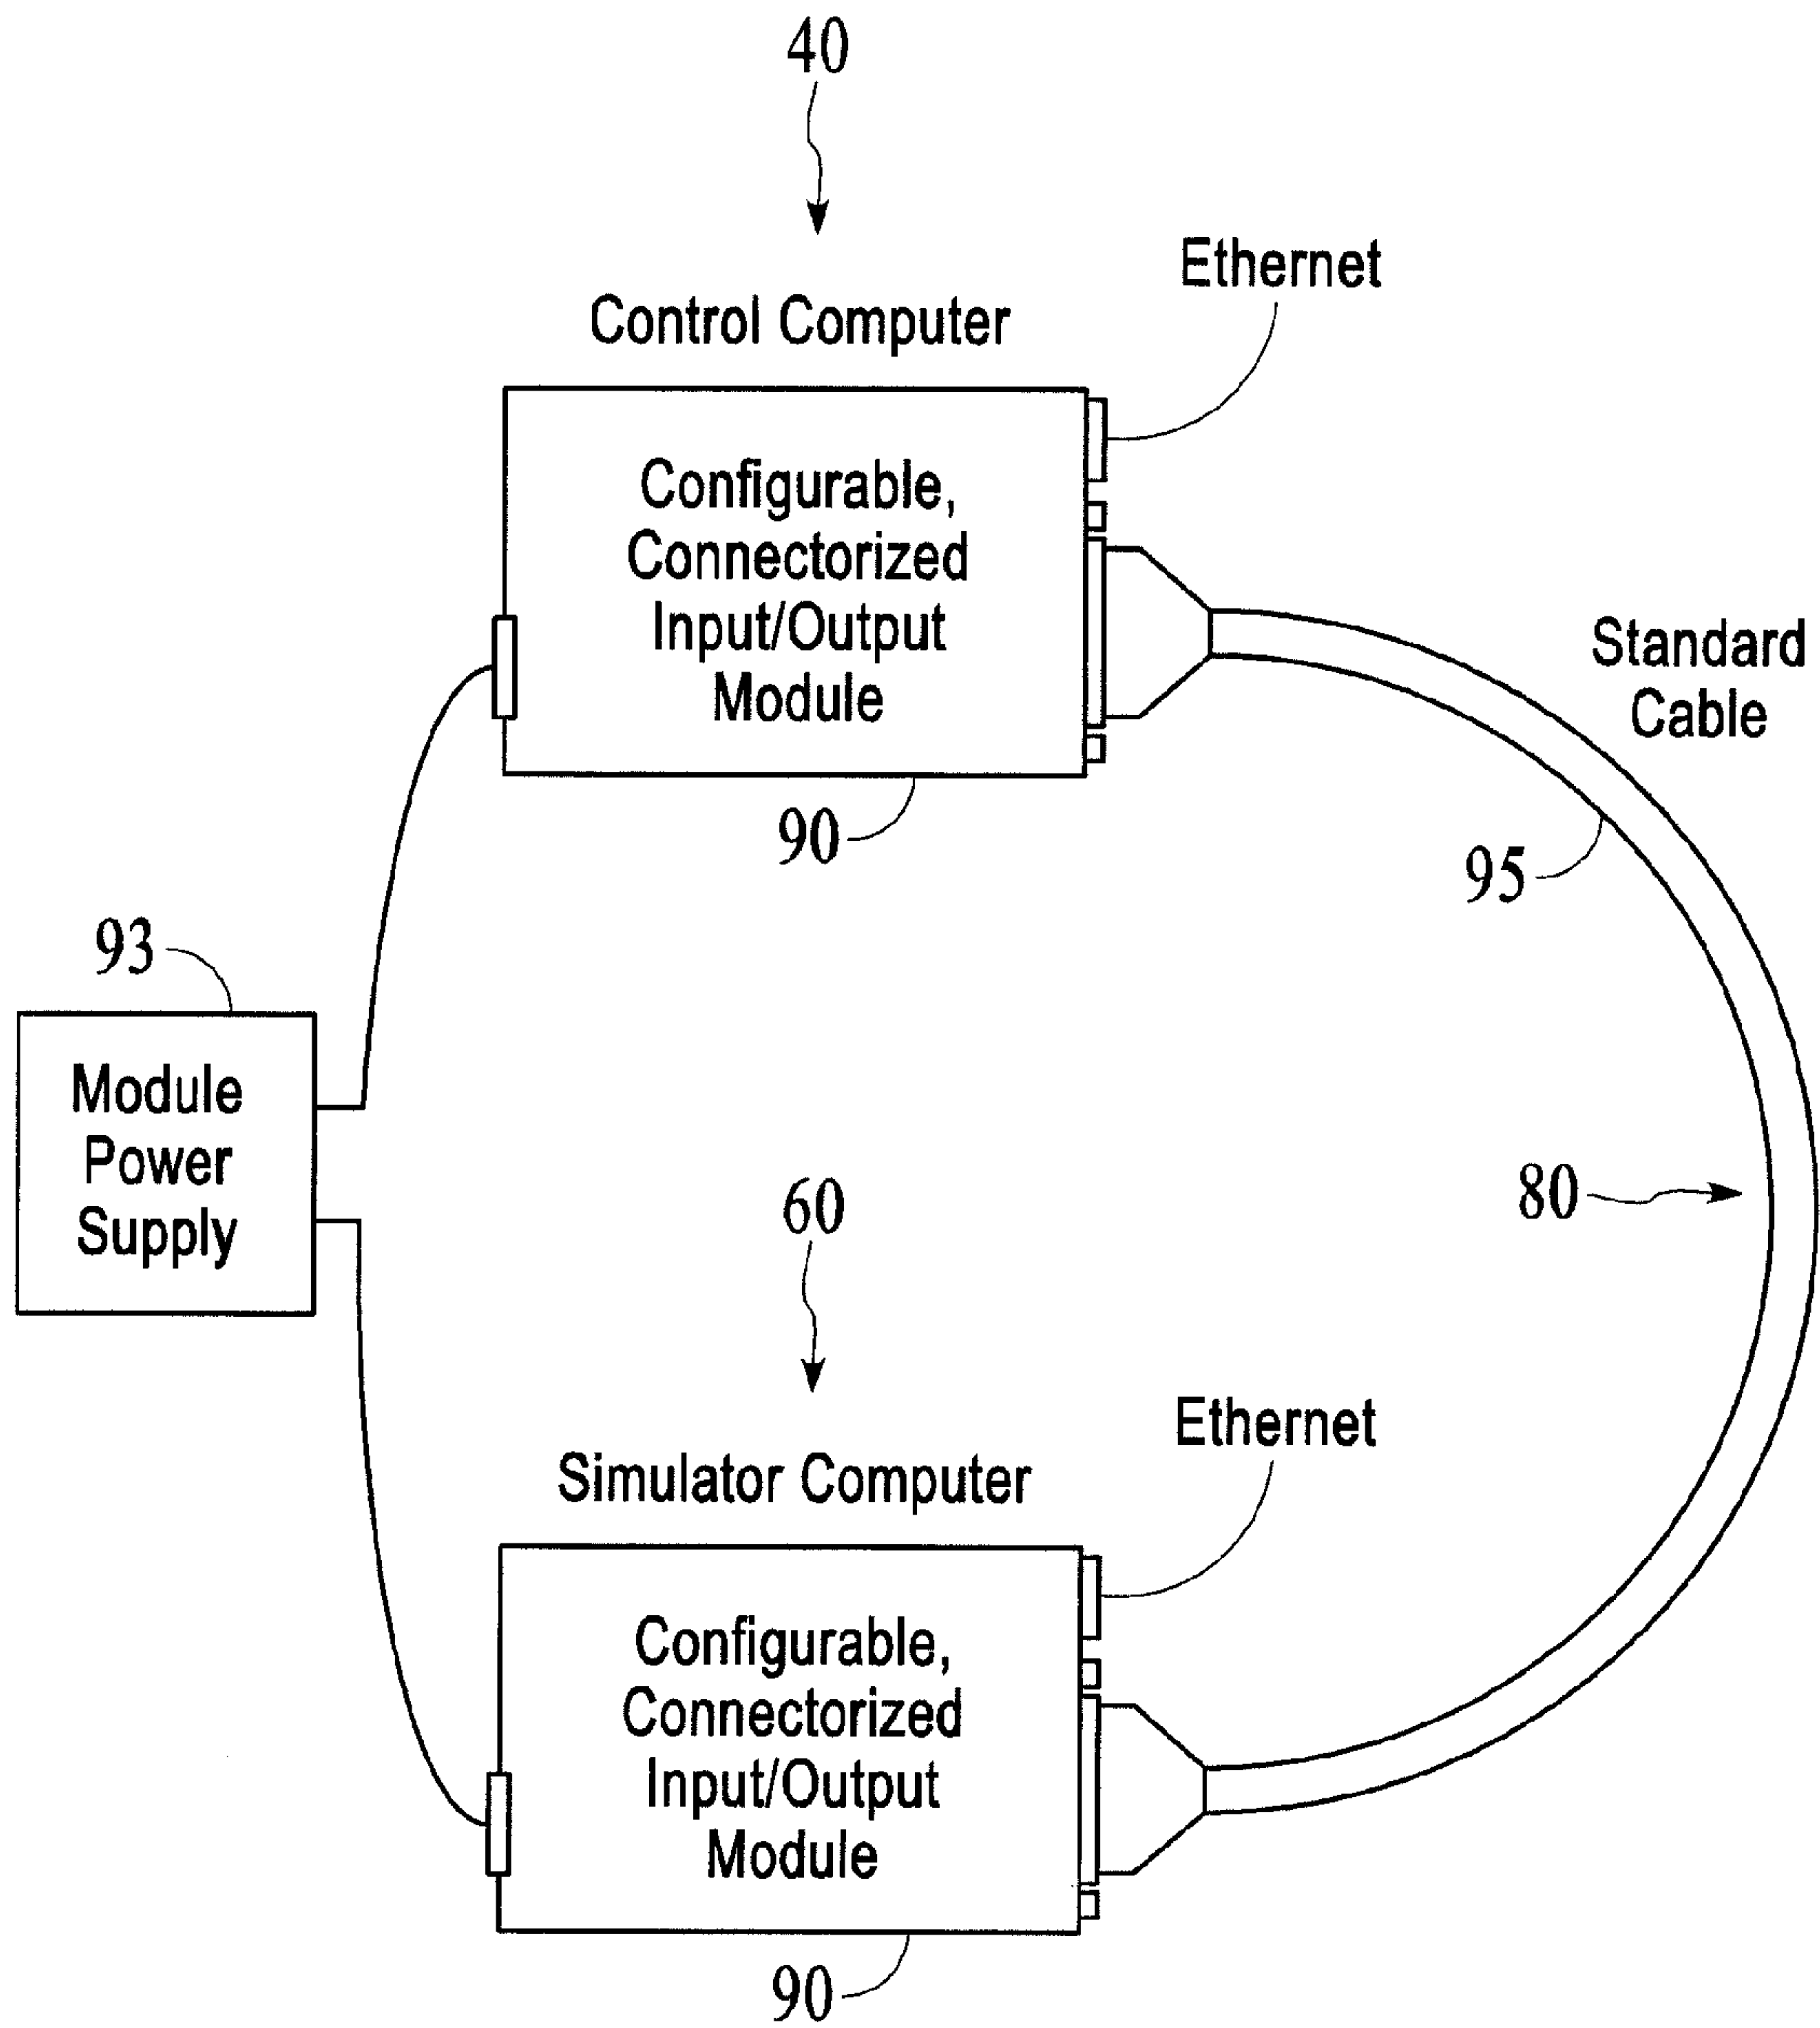 40
Ethernet
Control Computer
Configurable,
Connectorized
Input/Output
Module
Standard
Cable
90
95
93
Module
Power
Supply
80
60
Ethernet
Simulator Computer
Configurable,
Connectorized
Input/Output
Module
90